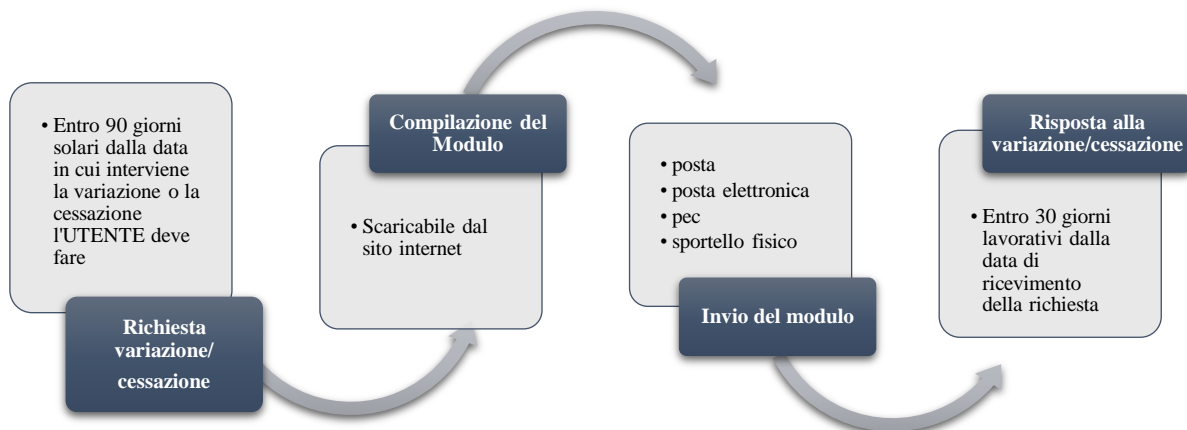 • Entro 90 giorni
solari dalla data
in cui interviene
la variazione o la
cessazione
l'UTENTE deve
fare
Richiesta
variazione/
cessazione
Compilazione del
Modulo
• Scaricabile dal
sito internet
• posta
• posta elettronica
• pec
• sportello fisico
Invio del modulo
Risposta alla
variazione/cessazione
• Entro 30 giorni
lavorativi dalla
data di
ricevimento
della richiesta